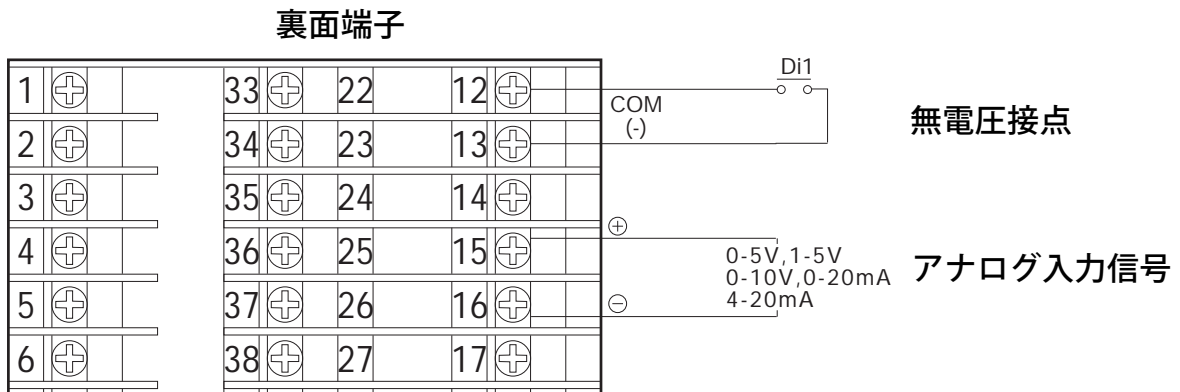 裏面端子
1 33 22 12
Di1
COM
(-)
無電圧接点
2 34 23 13
3 35 24 14
4 36 25 15
0-5V,1-5V
0-10V,0-20mA
4-20mA
アナログ入力信号
5 37 26 16
6 38 27 17